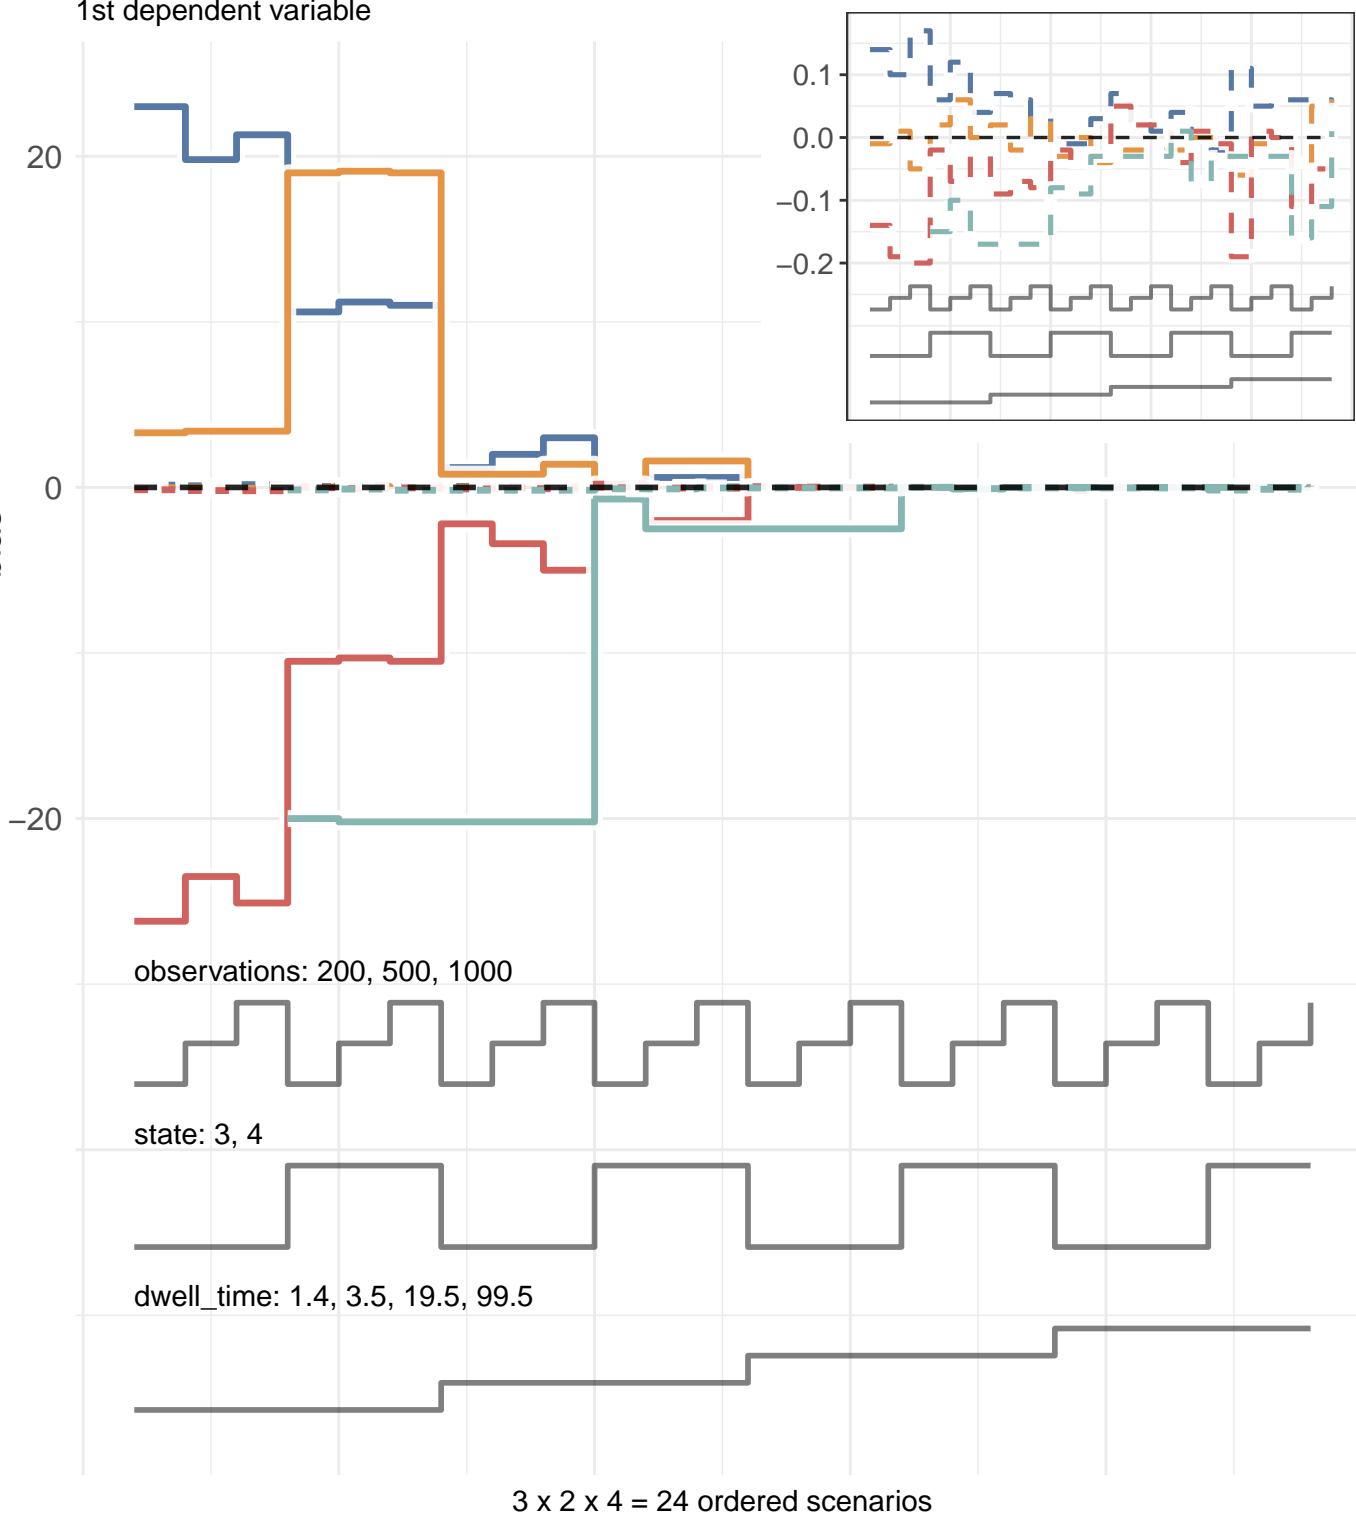 1st dependent variable
0.1
0.0
−0.1
−0.2
20
0
−20
observations: 200, 500, 1000
state: 3, 4
dwell_time: 1.4, 3.5, 19.5, 99.5
3 x 2 x 4 = 24 ordered scenarios